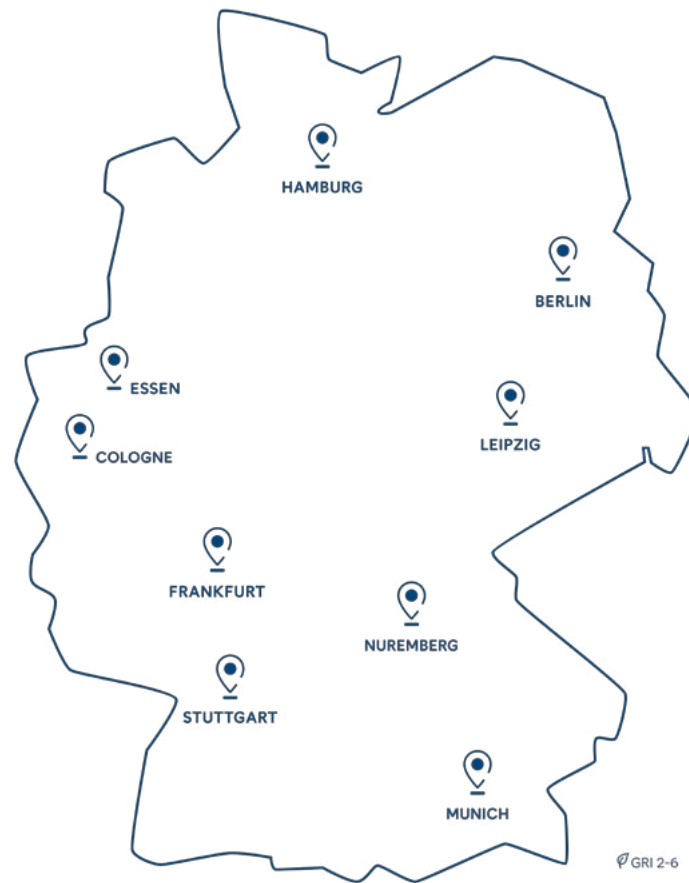 HAMBURG
BERLIN
ESSEN
LEIPZIG
COLOGNE
FRANKFURT
NUREMBERG
STUTTGART
MUNICH
GRI 2-6